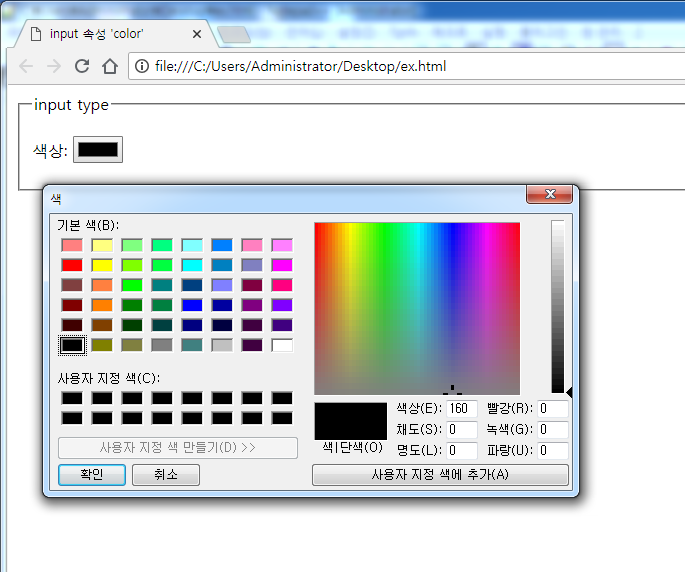 input 속성 'color'
file:///C:/Users/Administrator/Desktop/ex.html
input type
색상:
색
기본 색(B):
사용자 지정 색(C):
사용자 지정 색 만들기(D) >>
확인 취소
색|단색(O)
색상(E): 160 빨강(R): 0
채도(S): 0 녹색(G): 0
명도(L): 0 파랑(U): 0
사용자 지정 색에 추가(A)